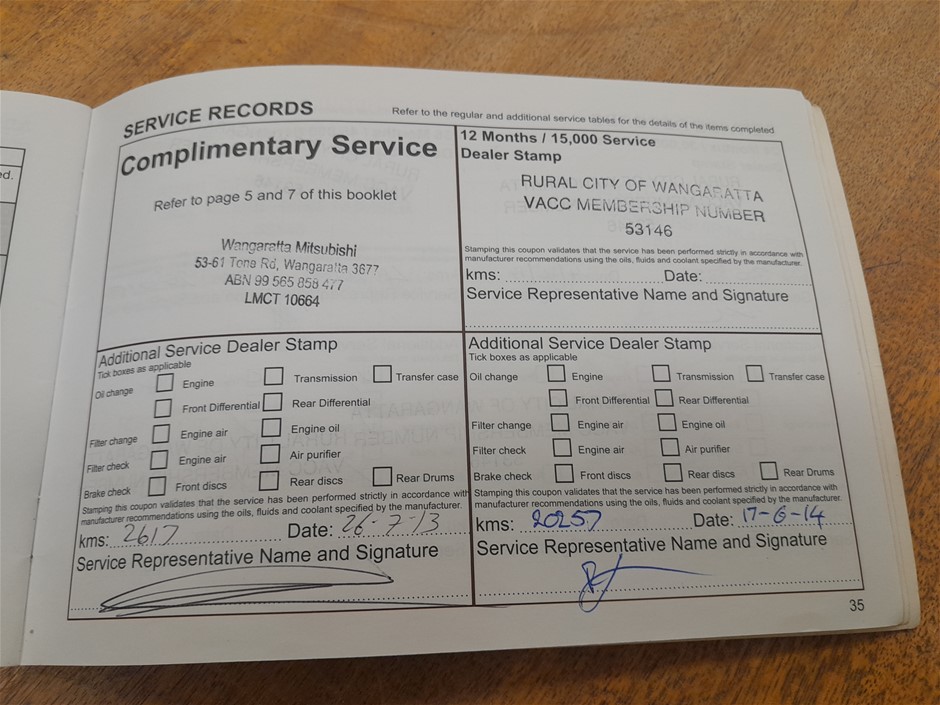 ed.
SERVICE RECORDS
Refer to the regular and additional service tables for the details of the items completed
Complimentary Service
Refer to page 5 and 7 of this booklet
Wangaratta Mitsubishi
53-61 Tone Rd, Wangaratta 3677
ABN 99 565 858 477
LMCT 10664
12 Months / 15,000 Service
Dealer Stamp
RURAL CITY OF WANGARATTA
VACC MEMBERSHIP NUMBER
53146
Stamping this coupon validates that the service has been performed strictly in accordance with
manufacturer recommendations using the oils, fluids and coolant specified by the manufacturer.
kms: Date:
Service Representative Name and Signature
Additional Service Dealer Stamp
Tick boxes as applicable
Oil change Engine Transmission Transfer case
Front Differential Rear Differential
Filter change Engine air Engine oil
Filter check Engine air Air purifier
Brake check Front discs Rear discs Rear Drums
Stamping this coupon validates that the service has been performed strictly in accordance with
manufacturer recommendations using the oils, fluids and coolant specified by the manufacturer.
kms: 2617 Date: 26-7-13
Service Representative Name and Signature
Additional Service Dealer Stamp
Tick boxes as applicable
Oil change Engine Transmission Transfer case
Front Differential Rear Differential
Filter change Engine air Engine oil
Filter check Engine air Air purifier
Brake check Front discs Rear discs Rear Drums
Stamping this coupon validates that the service has been performed strictly in accordance with
manufacturer recommendations using the oils, fluids and coolant specified by the manufacturer.
kms: 20257 Date: 17-6-14
Service Representative Name and Signature
35